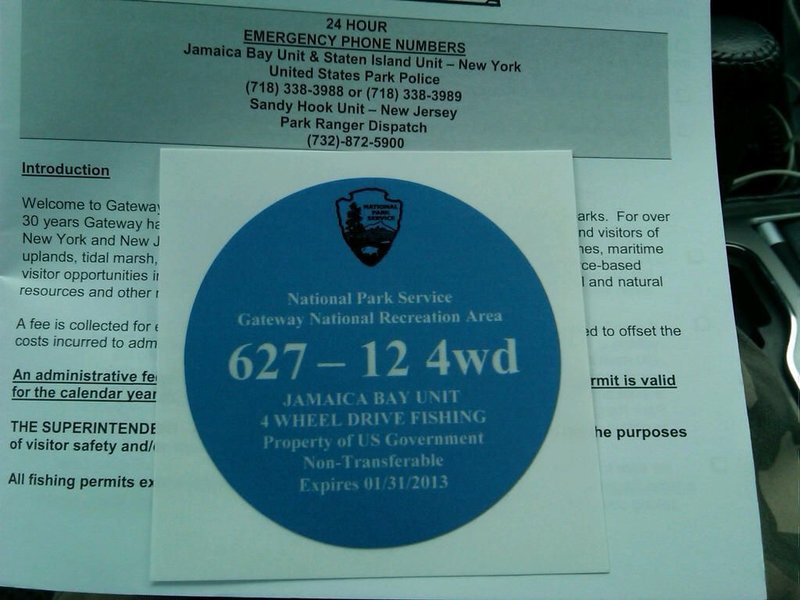 24 HOUR
EMERGENCY PHONE NUMBERS
Jamaica Bay Unit & Staten Island Unit – New York
United States Park Police
(718) 338-3988 or (718) 338-3989
Sandy Hook Unit – New Jersey
Park Ranger Dispatch
(732)-872-5900
Introduction
Welcome to Gateway arks. For over
30 years Gateway ha nd visitors of
New York and New J es, maritime
uplands, tidal marsh, ce-based
visitor opportunities i l and natural
resources and other
A fee is collected for ed to offset the
costs incurred to adm
An administrative fe rmit is valid
for the calendar year
THE SUPERINTENDE he purposes
of visitor safety and/
All fishing permits ex
NATIONAL
PARK
SERVICE
National Park Service
Gateway National Recreation Area
627 – 12 4wd
JAMAICA BAY UNIT
4 WHEEL DRIVE FISHING
Property of US Government
Non-Transferable
Expires 01/31/2013